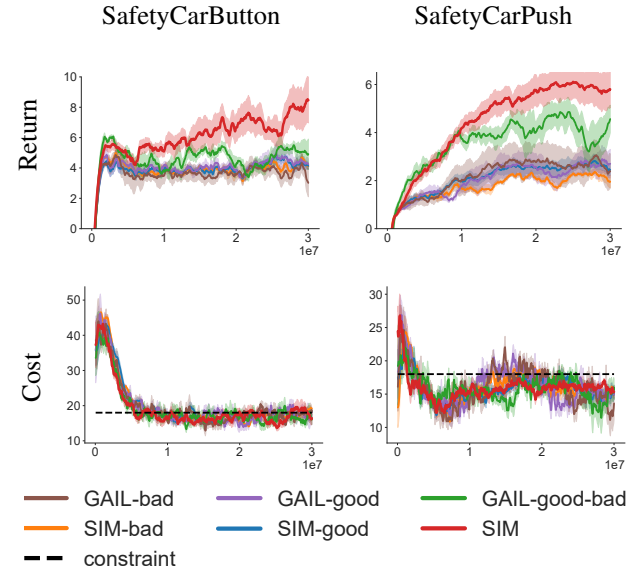 SafetyCarButton SafetyCarPush
Return
10
8
6
4
2
0
0 1 2 3
1e7
6
4
2
0
0 1 2 3
1e7
Cost
50
40
30
20
10
0 1 2 3
1e7
30
25
20
15
10
0 1 2 3
1e7
GAIL-bad GAIL-good GAIL-good-bad
SIM-bad SIM-good SIM
constraint